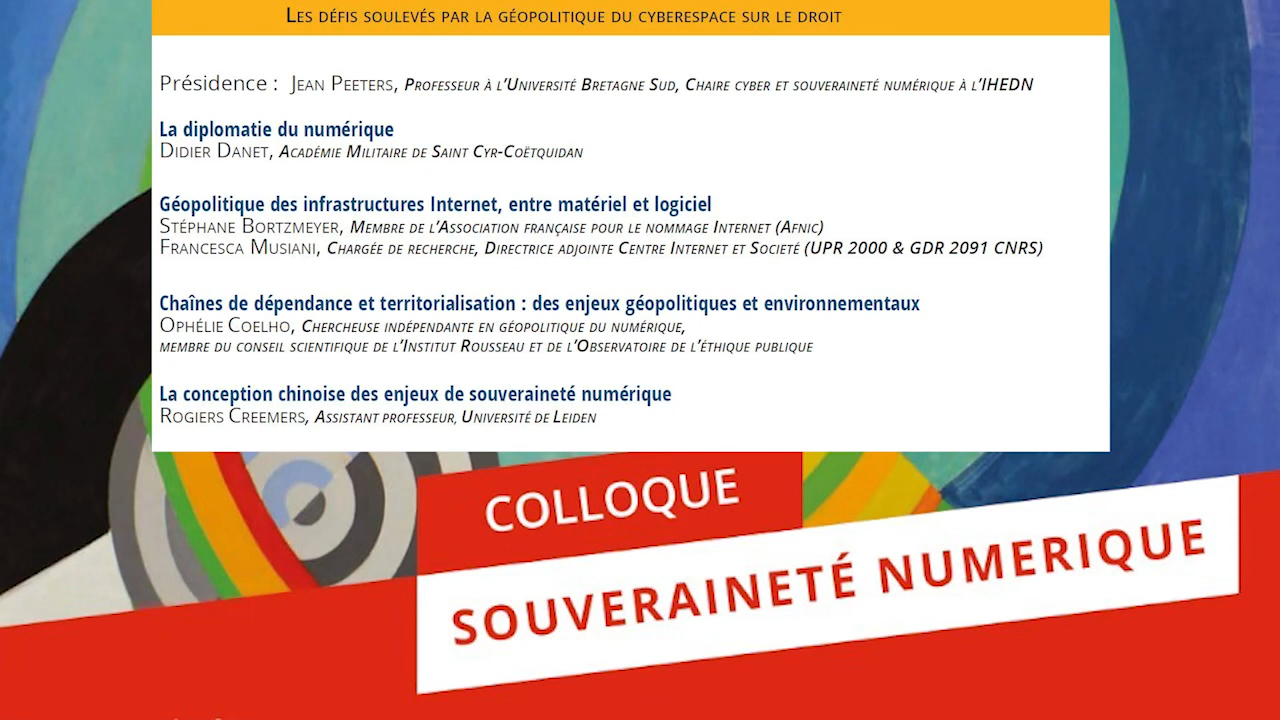 Les défis soulevés par la géopolitique du cyberespace sur le droit
Présidence : Jean Peeters, Professeur à l'Université Bretagne Sud, Chaire cyber et souveraineté numérique à l'IHEDN
La diplomatie du numérique
Didier Danet, Académie Militaire de Saint Cyr-Coëtquidan
Géopolitique des infrastructures Internet, entre matériel et logiciel
Stéphane Bortzmeyer, Membre de l'Association française pour le nommage Internet (Afnic)
Francesca Musiani, Chargée de recherche, Directrice adjointe Centre Internet et Societé (UPR 2000 & GDR 2091 CNRS)
Chaînes de dépendance et territorialisation : des enjeux géopolitiques et environnementaux
Ophélie Coelho, Chercheuse indépendante en géopolitique du numérique,
membre du conseil scientifique de l'Institut Rousseau et de l'Observatoire de l'éthique publique
La conception chinoise des enjeux de souveraineté numérique
Rogiers Creemers, Assistant professeur, Université de Leiden
COLLOQUE
SOUVERAINETÉ NUMERIQUE